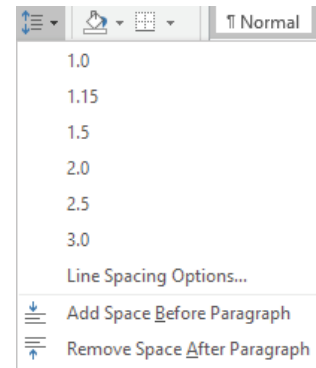 ¶ Normal
1.0
1.15
1.5
2.0
2.5
3.0
Line Spacing Options...
Add Space Before Paragraph
Remove Space After Paragraph